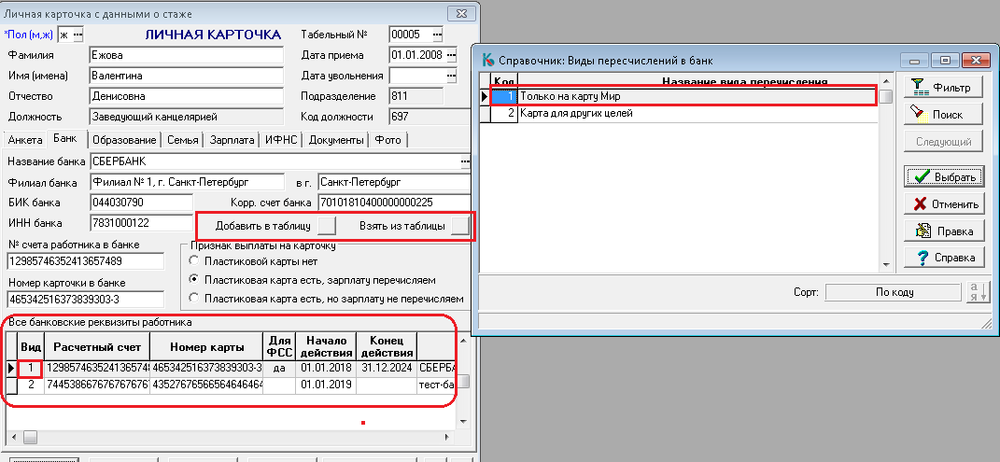 Личная карточка с данными о стаже
*Пол (м,ж) ж ... ЛИЧНАЯ КАРТОЧКА Табельный № 00005 ...
Фамилия Ежова Дата приема 01.01.2008 ...
Имя (имена) Валентина Дата увольнения ...
Отчество Денисовна Подразделение 811
Должность Заведующий канцелярией Код должности 697
Анкета Банк Образование Семья Зарплата ИФНС Документы Фото
Название банка СБЕРБАНК ...
Филиал банка Филиал № 1, г. Санкт-Петербург в г. Санкт-Петербург
БИК банка 044030790 Корр. счет банка 70101810400000000225
ИНН банка 7831000122 Добавить в таблицу Взять из таблицы
№ счета работника в банке
12985746352413657489
Номер карточки в банке
465342516373839303-3
Признак выплаты на карточку
Пластиковой карты нет
Пластиковая карта есть, зарплату перечисляем
Пластиковая карта есть, но зарплату не перечисляем
Все банковские реквизиты работника
Вид Расчетный счет Номер карты Для ФСС Начало действия Конец действия
1 1298574635241365748 465342516373839303-3 да 01.01.2018 31.12.2024 СБЕРБА
2 01.01.2019 тест-ба
Справочник: Виды пересчислений в банк
Код Название вида перечисления
1 Только на карту Мир
2 Карта для других целей
Фильтр
Поиск
Следующий
Выбрать
Отменить
Правка
Справка
Сорт: По коду
а
я